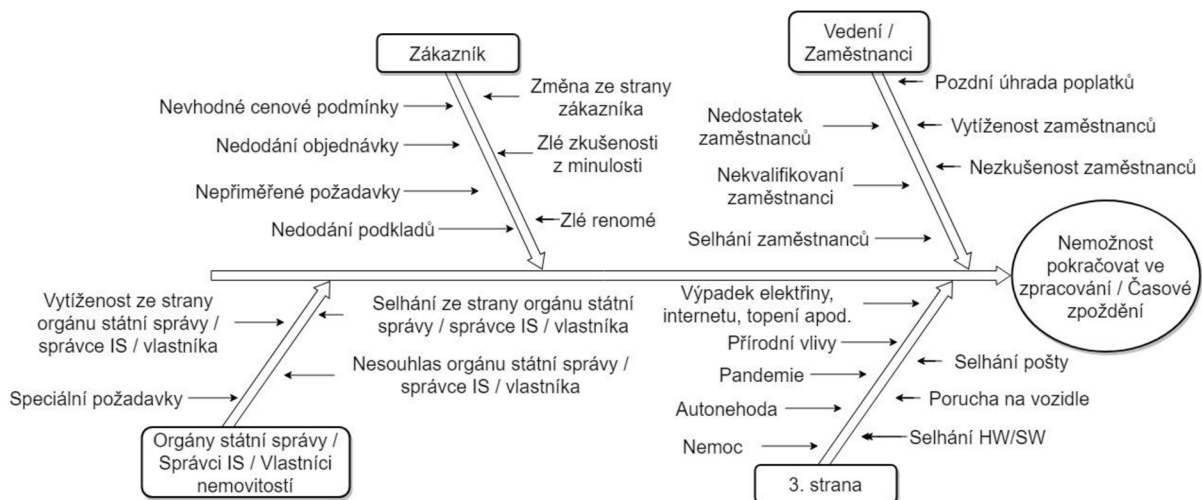 Zákazník
Nevhodné cenové podmínky
Nedodání objednávky
Nepřiměřené požadavky
Nedodání podkladů
Změna ze strany
zákazníka
Zlé zkušenosti
z minulosti
Zlé renomé
Vedení /
Zaměstnanci
Nedostatek
zaměstnanců
Nekvalifikovaní
zaměstnanci
Selhání zaměstnanců
Pozdní úhrada poplatků
Vytíženost zaměstnanců
Nezkušenost zaměstnanců
Nemožnost
pokračovat ve
zpracování / Časové
zpoždění
Vytíženost ze strany
orgánu státní správy /
správce IS / vlastníka
Speciální požadavky
Selhání ze strany orgánu státní
správy / správce IS / vlastníka
Nesouhlas orgánu státní správy /
správce IS / vlastníka
Orgány státní správy /
Správci IS / Vlastníci
nemovitostí
Výpadek elektřiny,
internetu, topení apod.
Přírodní vlivy
Pandemie
Autonehoda
Nemoc
Selhání pošty
Porucha na vozidle
Selhání HW/SW
3. strana